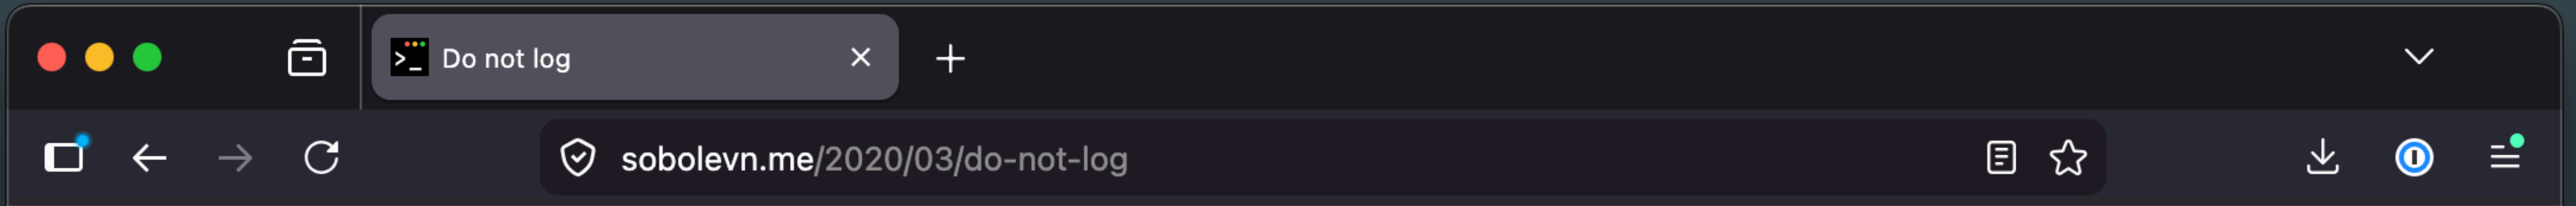 Do not log
sobolevn.me/2020/03/do-not-log